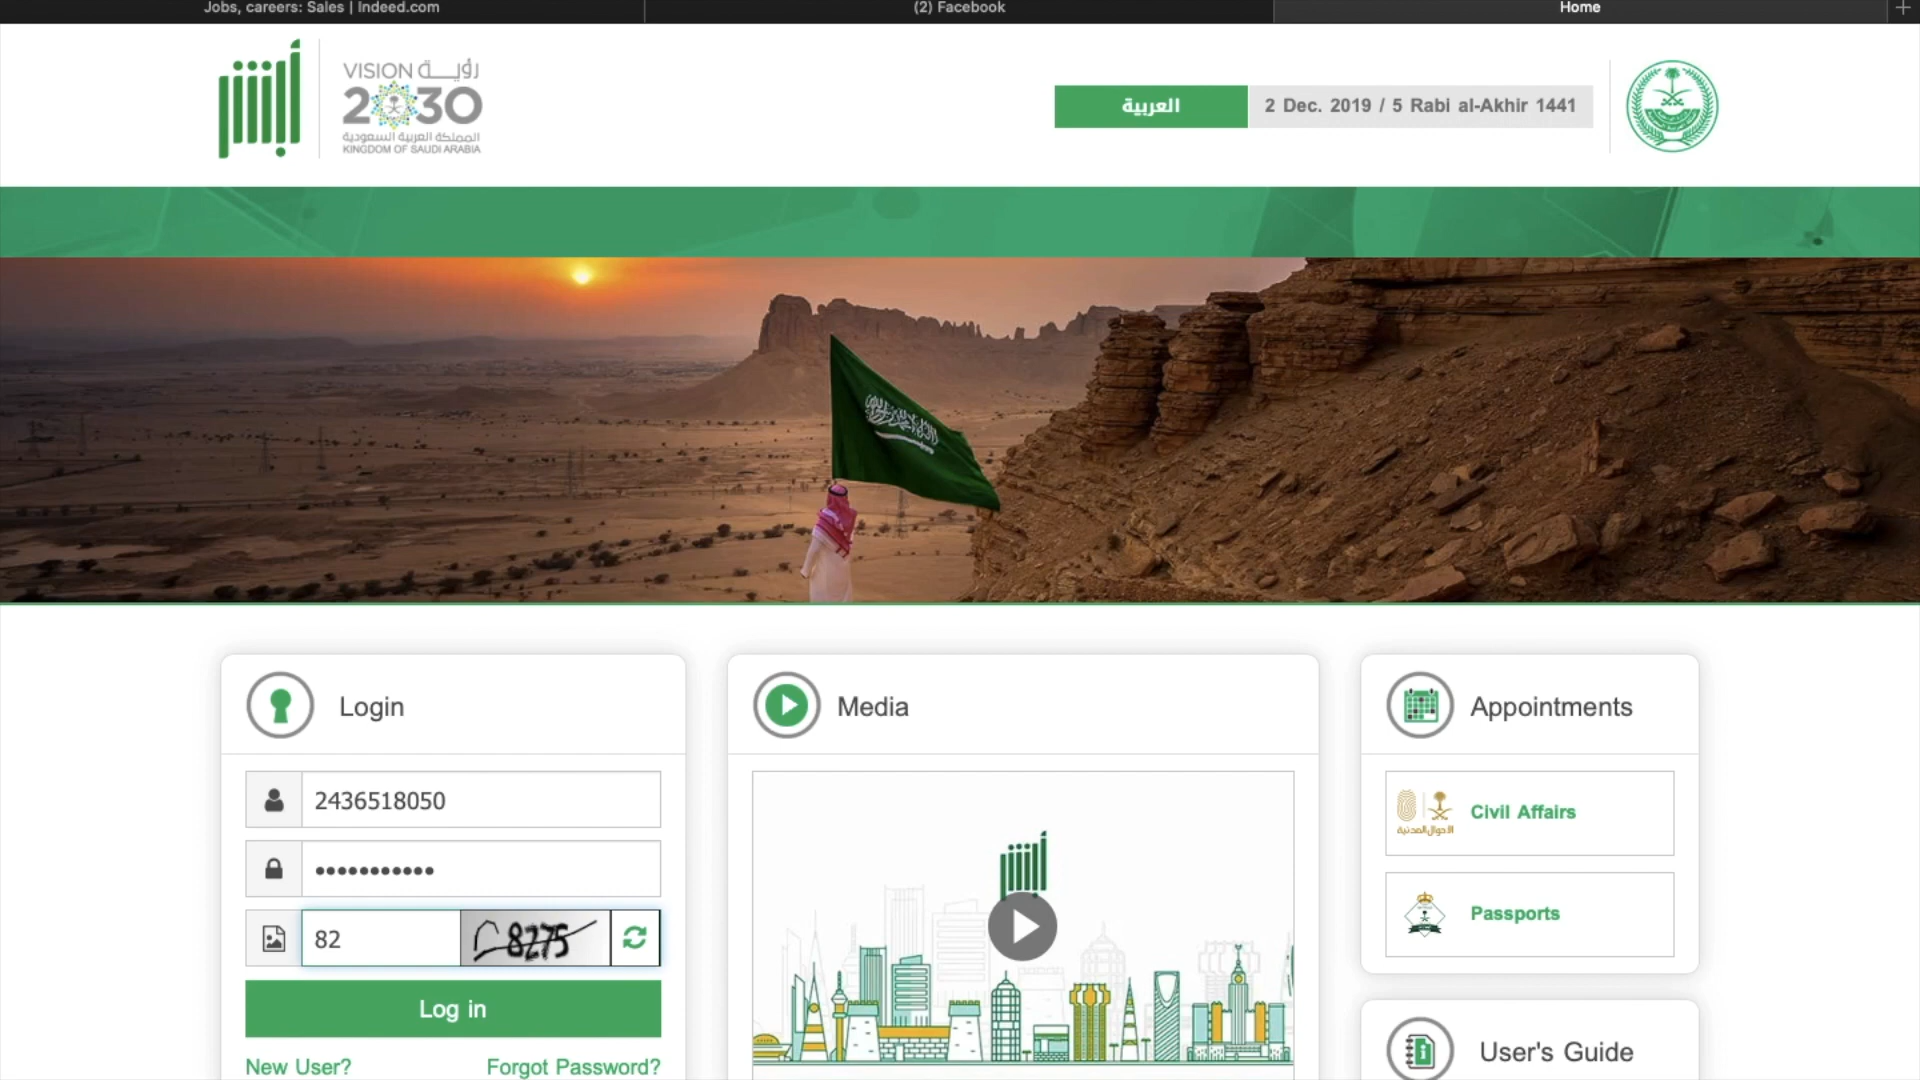 Jobs, careers: Sales | Indeed.com
(2) Facebook
Home
أبشر
VISION رؤية
2030
المملكة العربية السعودية
KINGDOM OF SAUDI ARABIA
العربية
2 Dec. 2019 / 5 Rabi al-Akhir 1441
Login
2436518050
82
8275
Log in
New User?
Forgot Password?
Media
أبشر
Appointments
الأحوال المدنية
Civil Affairs
Passports
User's Guide